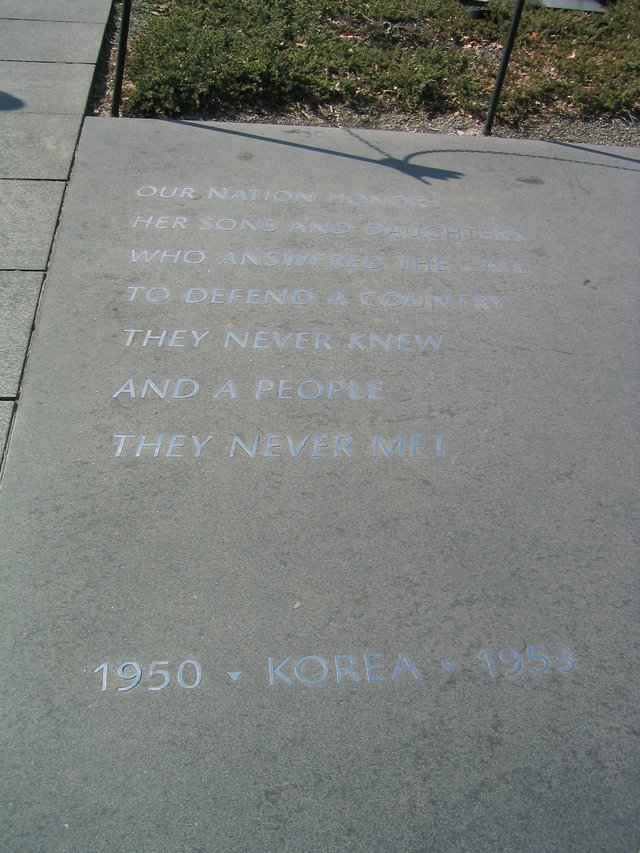 OUR NATION HONORS
HER SONS AND DAUGHTERS
WHO ANSWERED THE CALL
TO DEFEND A COUNTRY
THEY NEVER KNEW
AND A PEOPLE
THEY NEVER MET
1950 ▾ KOREA ▾ 1953